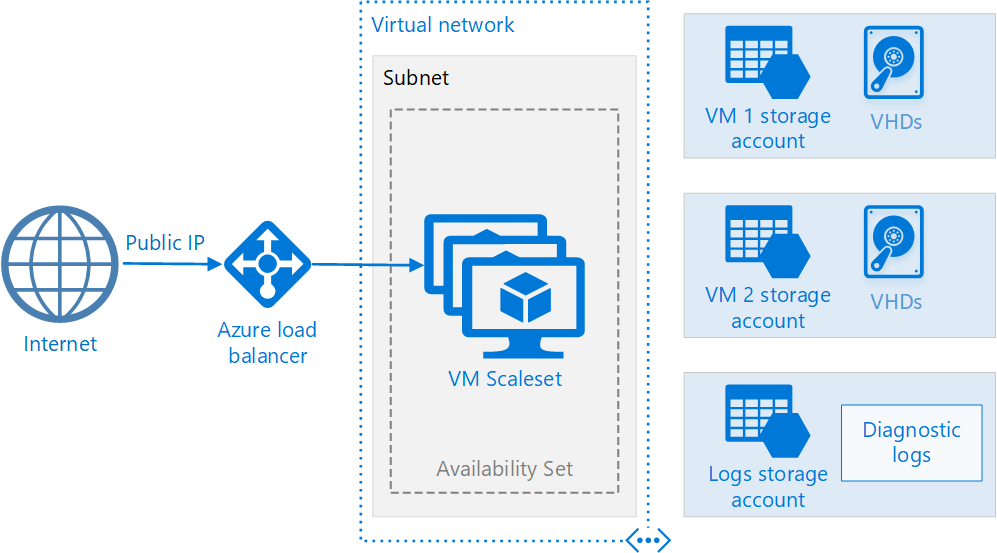 Virtual network
Subnet
Public IP
Internet
Azure load
balancer
VM Scaleset
Availability Set
VM 1 storage
account
VHDs
VM 2 storage
account
VHDs
Logs storage
account
Diagnostic
logs